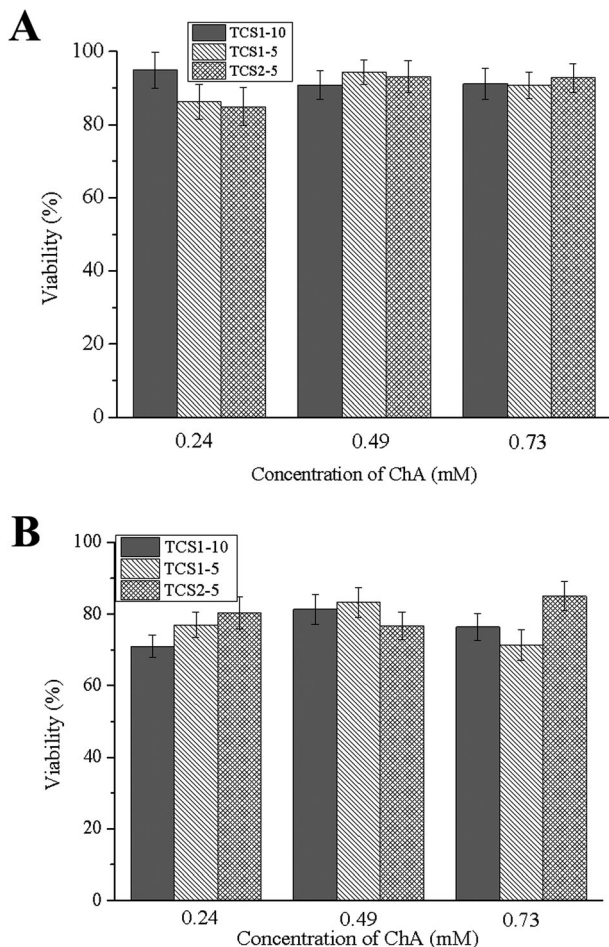 A
TCS1-10
TCS1-5
TCS2-5
100
80
60
40
20
0
Viability (%)
0.24 0.49 0.73
Concentration of ChA (mM)
B
TCS1-10
TCS1-5
TCS2-5
100
80
60
40
20
0
Viability (%)
0.24 0.49 0.73
Concentration of ChA (mM)